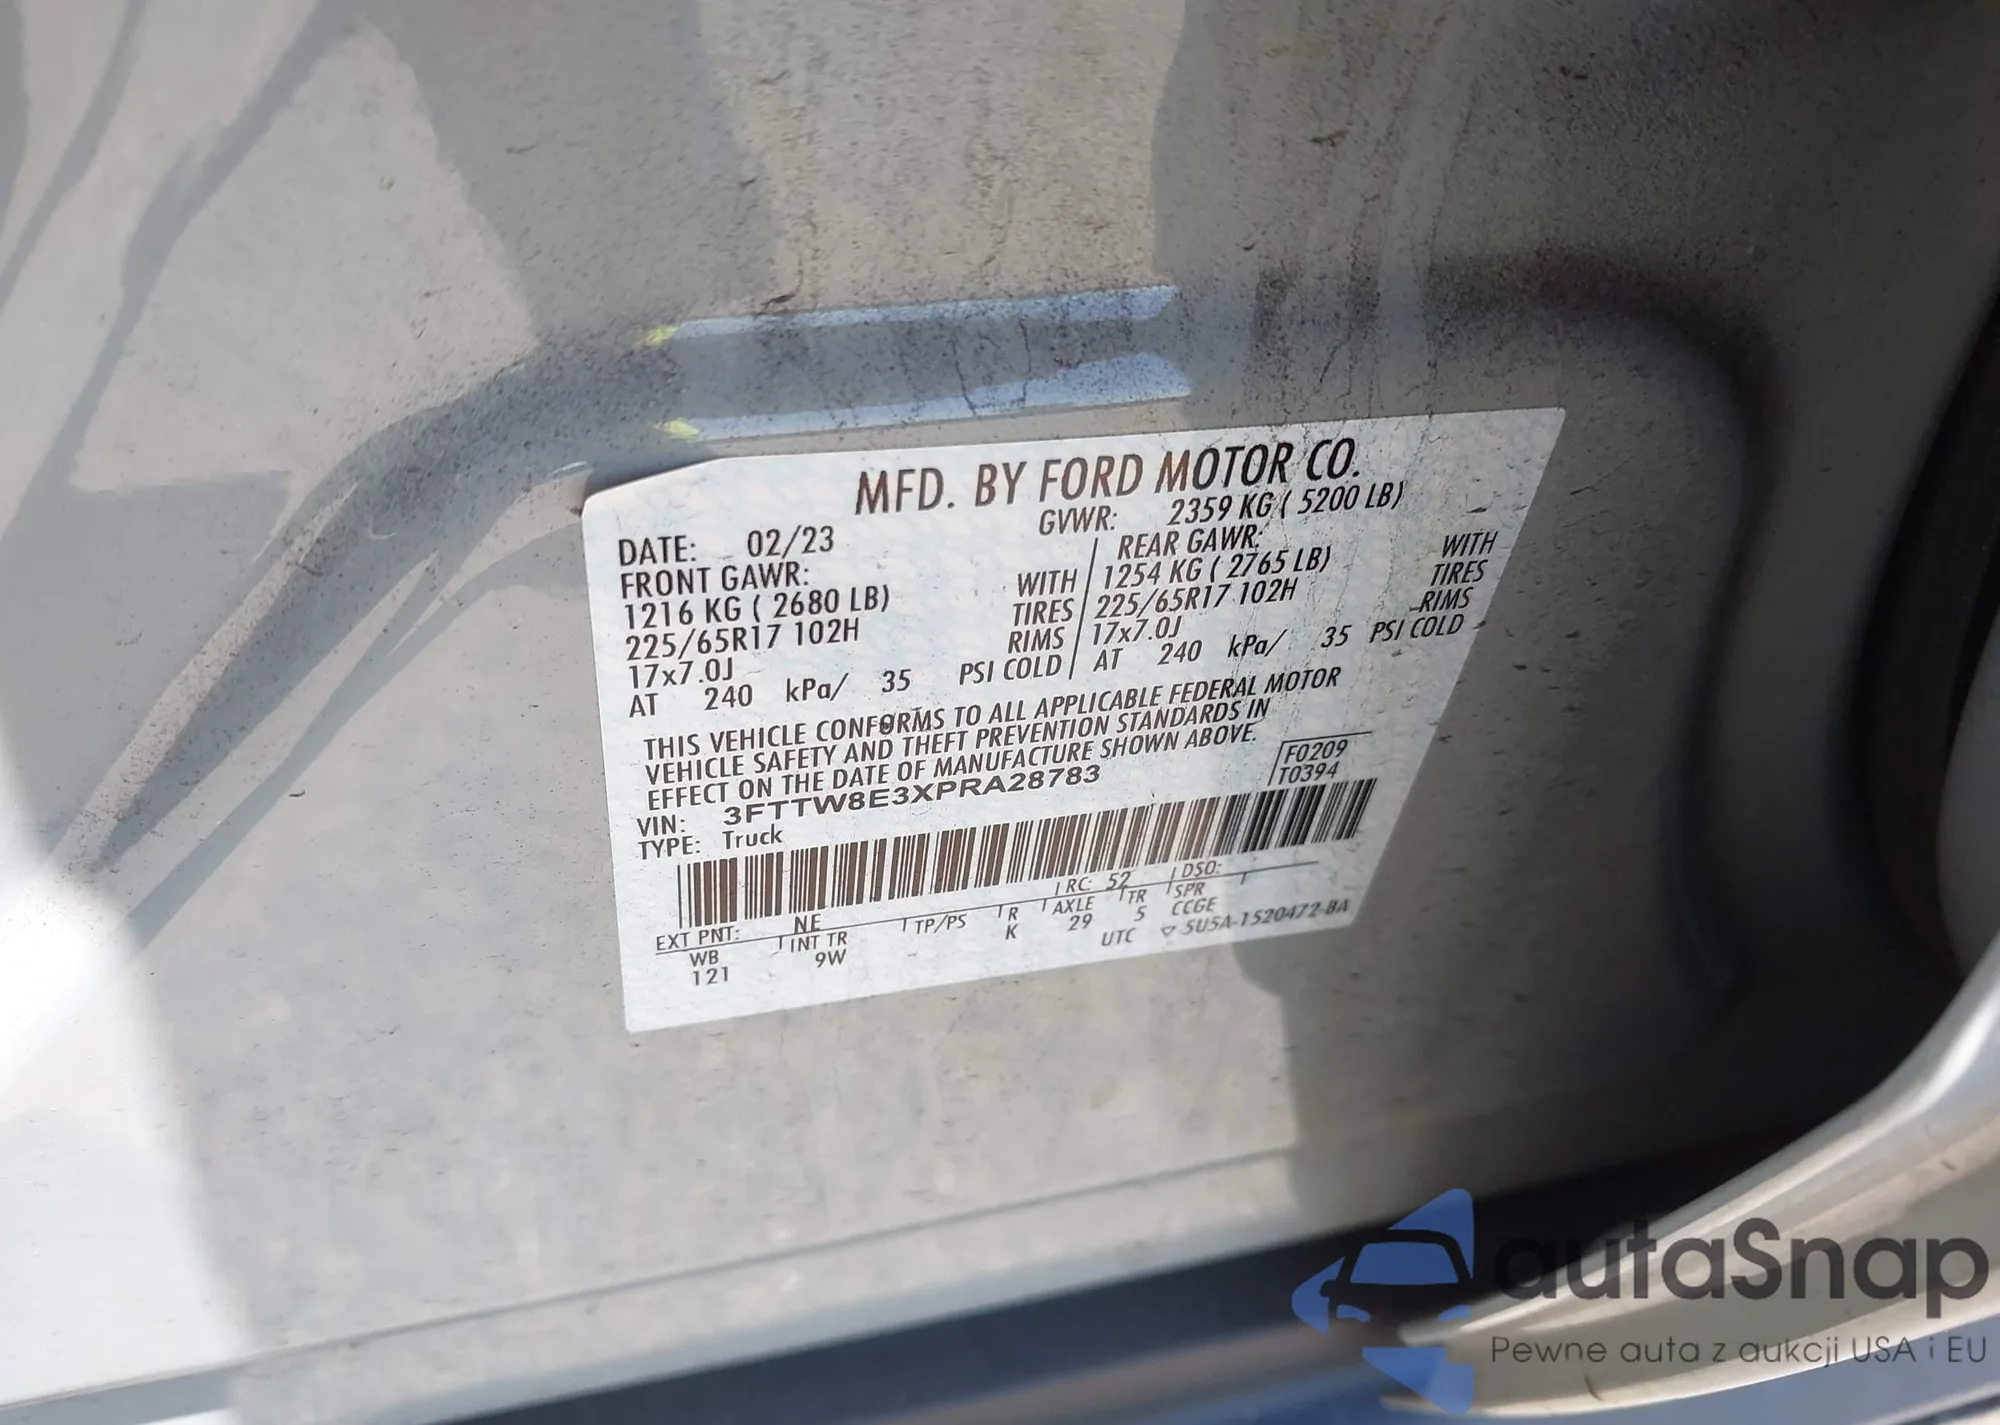 MFD. BY FORD MOTOR CO.
DATE: 02/23 GVWR: 2359 KG ( 5200 LB)
FRONT GAWR: REAR GAWR:
1216 KG ( 2680 LB) WITH 1254 KG ( 2765 LB) WITH
225/65R17 102H TIRES 225/65R17 102H TIRES
17x7.0J RIMS 17x7.0J RIMS
AT 240 kPa/ 35 PSI COLD AT 240 kPa/ 35 PSI COLD
THIS VEHICLE CONFORMS TO ALL APPLICABLE FEDERAL MOTOR
VEHICLE SAFETY AND THEFT PREVENTION STANDARDS IN
EFFECT ON THE DATE OF MANUFACTURE SHOWN ABOVE.
VIN: 3FTTW8E3XPRA28783 F0209
TYPE: Truck T0394
EXT PNT: NE RC: 52 DSO:
WB INT TR TP/PS R AXLE TR SPR
121 9W K 29 5 CCGE
UTC ▽ 5U5A-1520472-BA
autaSnap
Pewne auta z aukcji USA i EU